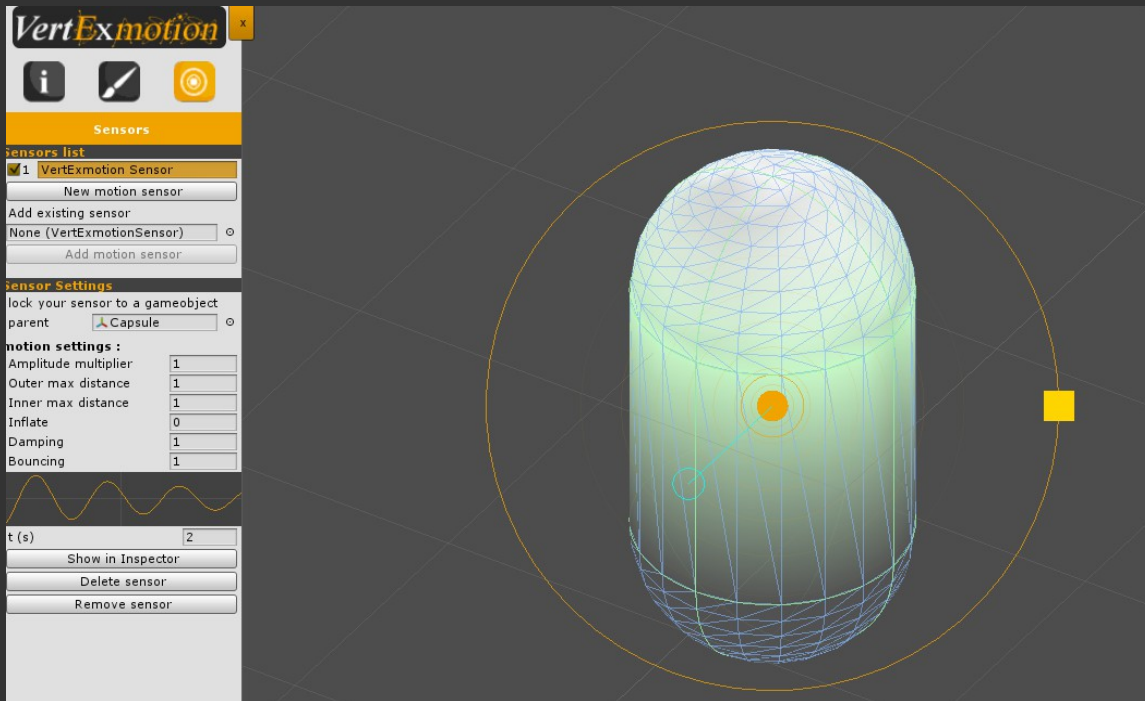 VertExmotion
x
i
Sensors
Sensors list
1 VertExmotion Sensor
New motion sensor
Add existing sensor
None (VertExmotionSensor)
Add motion sensor
Sensor Settings
lock your sensor to a gameobject
parent Capsule
motion settings :
Amplitude multiplier 1
Outer max distance 1
Inner max distance 1
Inflate 0
Damping 1
Bouncing 1
t (s) 2
Show in Inspector
Delete sensor
Remove sensor